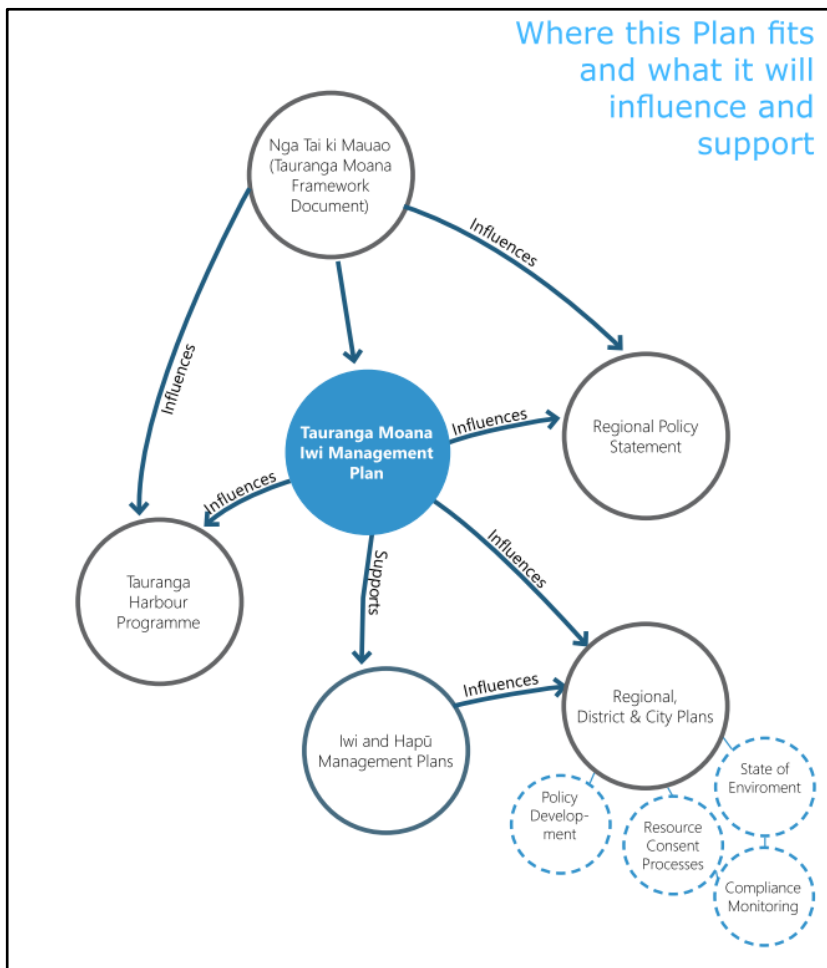 Where this Plan fits
and what it will
influence and
support
Nga Tai ki Mauao
(Tauranga Moana
Framework
Document)
Influences
Influences
Tauranga Moana
Iwi Management
Plan
Influences
Regional Policy
Statement
Influences
Tauranga
Harbour
Programme
Supports
Influences
Iwi and Hapū
Management Plans
Influences
Regional,
District & City Plans
Policy
Develop-
ment
Resource
Consent
Processes
State of
Enviroment
Compliance
Monitoring